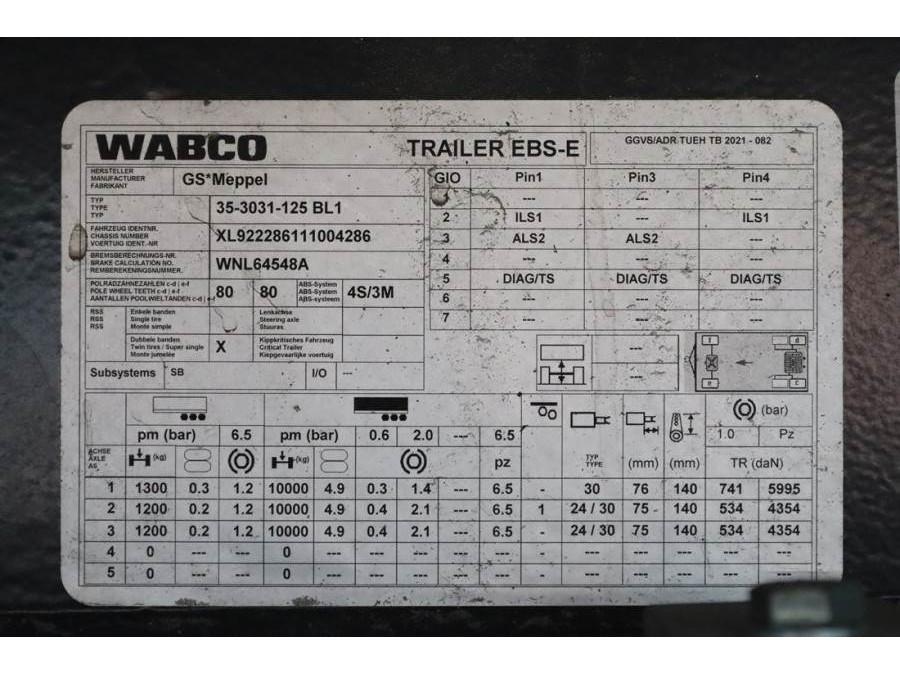 WABCO TRAILER EBS-E GGVS/ADR TUEH TB 2021 - 082
HERSTELLER
MANUFACTURER
FABRIKANT
GS*Meppel
TYP
TYPE
TYP
35-3031-125 BL1
FAHRZEUG IDENTNR.
CHASSIS NUMBER
VOERTUIG IDENT.-NR
XL922286111004286
BREMSBERECHNUNGS-NR.
BRAKE CALCULATION NO.
REMBEREKENINGSNUMMER.
WNL64548A
POLRADZÄHNEZAHLEN c-d | e-f
POLE WHEEL TEETH c-d | e-f
AANTALLEN POOLWIELTANDEN c-d | e-f
80 80
ABS-System
ABS-System
ABS-systeem
4S/3M
RSS
RSS
RSS
Enkele banden
Single tire
Monte simple
Lenkachse
Steering axle
Stuuras
Dubbele banden
Twin tires / Super single
Monte jumelée
X
Kippkritisches Fahrzeug
Critical Trailer
Kiepgevaarlijke voertuig
Subsystems SB I/O ---
GIO Pin1 Pin3 Pin4
--- --- ---
2 ILS1 ILS1
3 ALS2 ALS2 ---
4 --- --- ---
5 DIAG/TS DIAG/TS DIAG/TS
6 --- --- ---
7 --- --- ---
---
---
f d
e c
(bar)
pm (bar) 6.5 pm (bar) 0.6 2.0 --- 6.5 1.0 Pz
ACHSE
AXLE
AS
(kg) (kg) pz
TYP
TYPE
(mm) (mm) TR (daN)
1 1300 0.3 1.2 10000 4.9 0.3 1.4 --- 6.5 - 30 76 140 741 5995
2 1200 0.2 1.2 10000 4.9 0.4 2.1 --- 6.5 1 24 / 30 75 140 534 4354
3 1200 0.2 1.2 10000 4.9 0.4 2.1 --- 6.5 - 24 / 30 75 140 534 4354
4 0 --- --- 0 --- --- --- --- --- - --- --- --- --- ---
5 0 --- --- 0 --- --- --- --- --- - --- --- --- --- ---